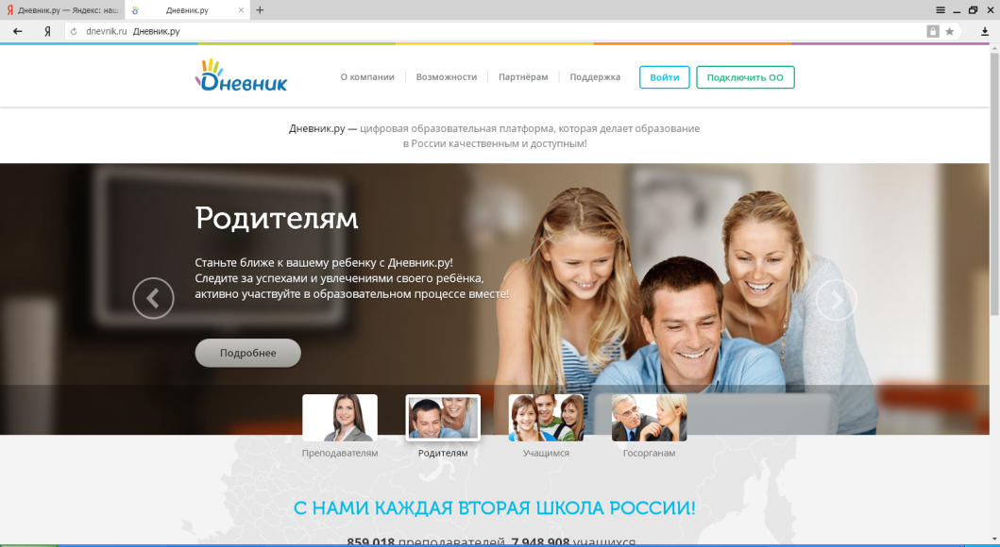 Дневник.ру — Яндекс: наш
Дневник.ру
dnevnik.ru Дневник.ру
Дневник
О компании
Возможности
Партнёрам
Поддержка
Войти
Подключить ОО
Дневник.ру — цифровая образовательная платформа, которая делает образование
в России качественным и доступным!
Родителям
Станьте ближе к вашему ребенку с Дневник.ру!
Следите за успехами и увлечениями своего ребёнка,
активно участвуйте в образовательном процессе вместе!
Подробнее
Преподавателям
Родителям
Учащимся
Госорганам
С НАМИ КАЖДАЯ ВТОРАЯ ШКОЛА РОССИИ!
859 018 преподавателей, 7 948 908 учащихся